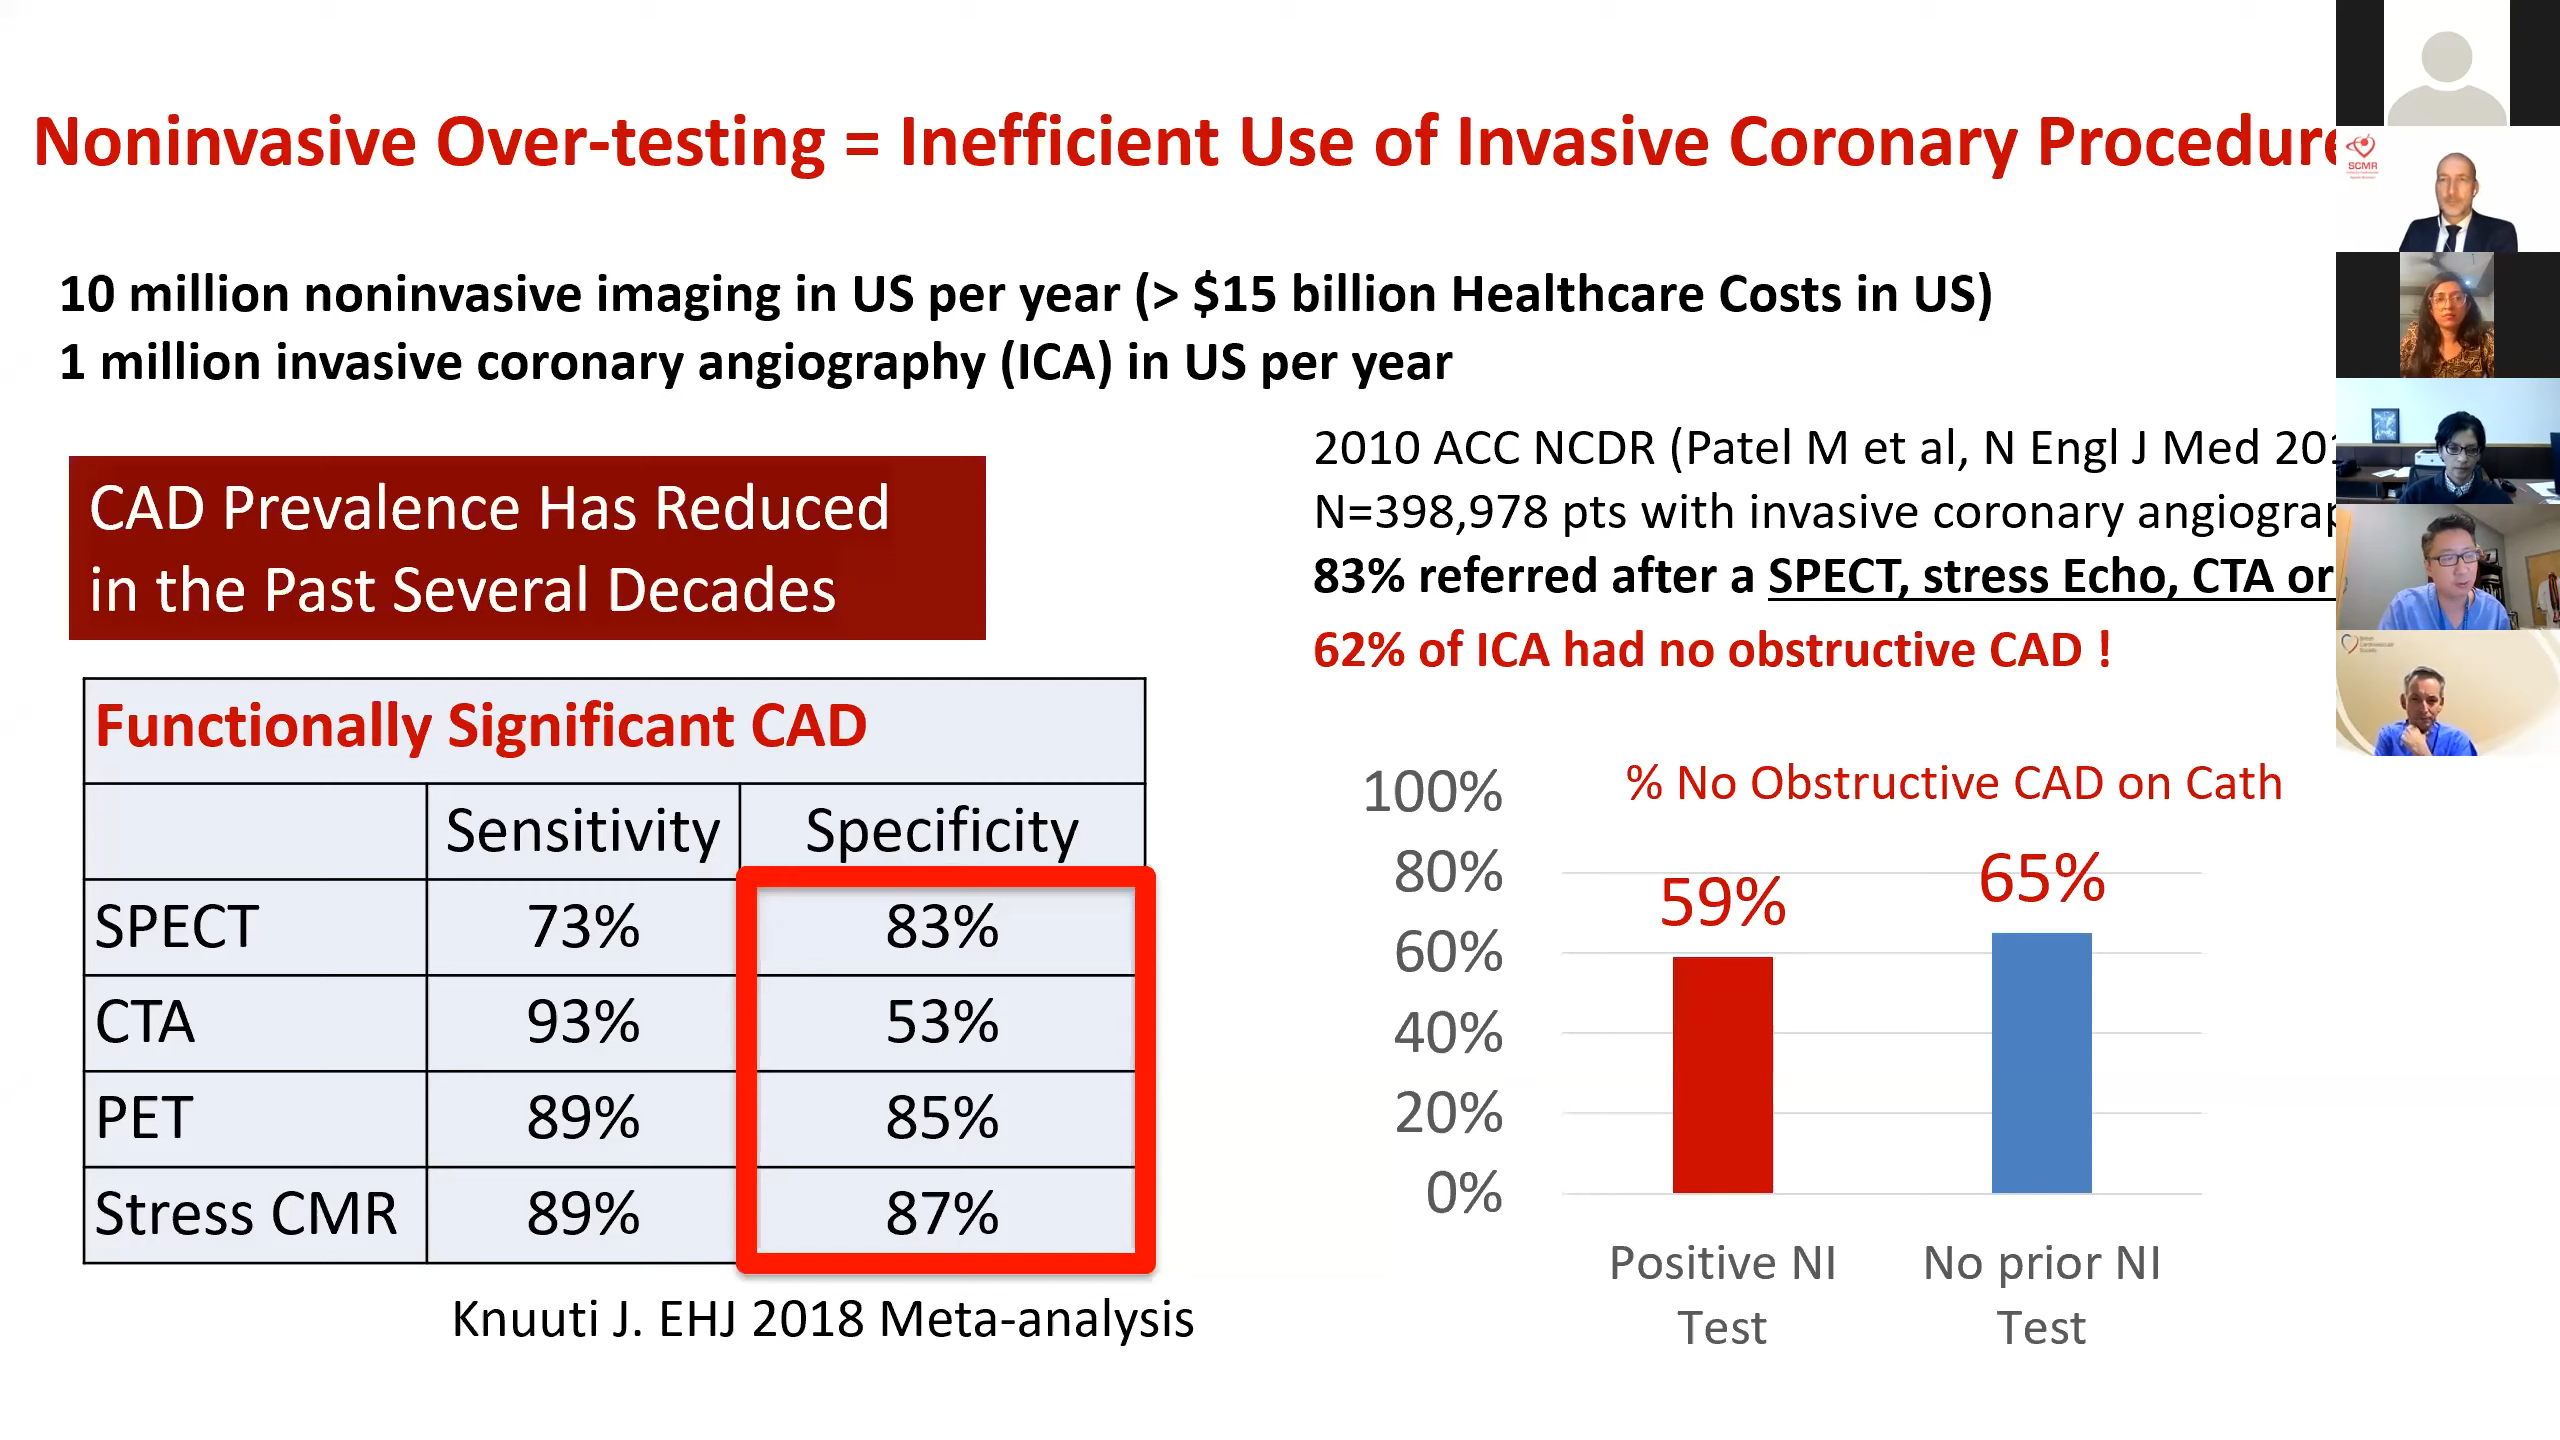 Noninvasive Over-testing = Inefficient Use of Invasive Coronary
10 million noninvasive imaging in US per year (> $15 billion Healthcare Costs in US)
1 million invasive coronary angiography (ICA) in US per year
CAD Prevalence Has Reduced
in the Past Several Decades
Functionally Significant CAD
Sensitivity Specificity
SPECT 73% 83%
CTA 93% 53%
PET 89% 85%
Stress CMR 89% 87%
Knuuti J. EHJ 2018 Meta-analysis
2010 ACC NCDR (Patel M et al, N Engl J Med
N=398,978 pts with invasive coronary
83% referred after a SPECT, stress Echo, CTA or
62% of ICA had no obstructive CAD !
% No Obstructive CAD on Cath
100%
80%
60%
40%
20%
0%
59%
65%
Positive NI
Test
No prior NI
Test
SCMR